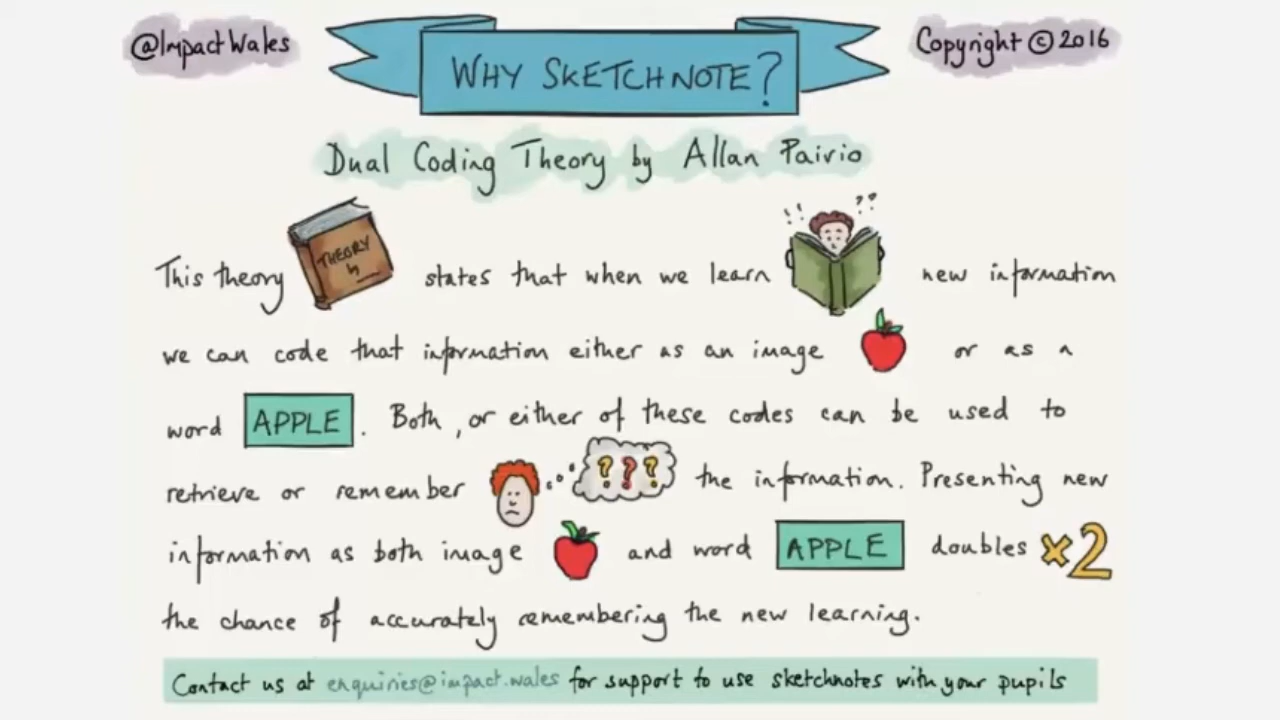 @ImpactWales
WHY SKETCHNOTE?
Copyright © 2016
Dual Coding Theory by Allan Paivio
This theory THEORY by states that when we learn !! ?? new information
we can code that information either as an image or as a
word APPLE. Both, or either of these codes can be used to
retrieve or remember ??? the information. Presenting new
information as both image and word APPLE doubles x2
the chance of accurately remembering the new learning.
Contact us at enquiries@impact.wales for support to use sketchnotes with your pupils